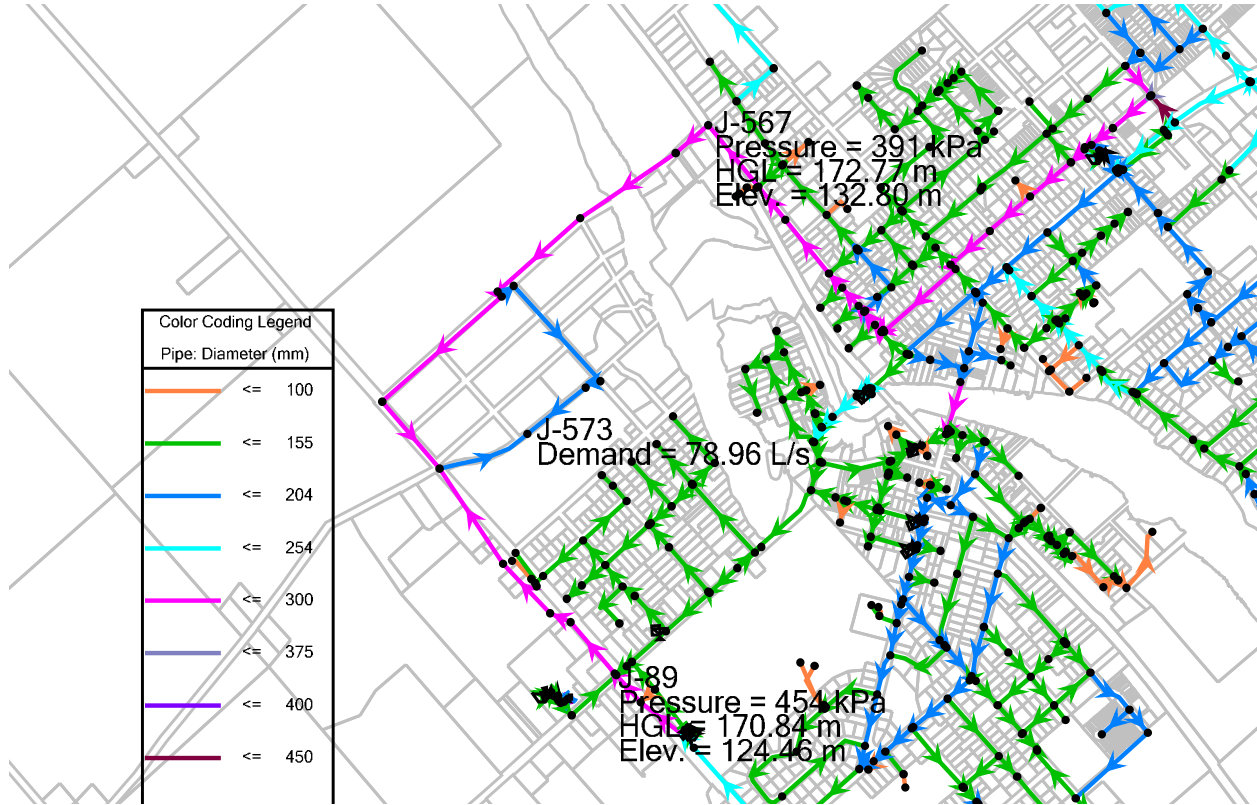 J-567
Pressure = 391 kPa
HGL = 172.77 m
Elev. = 132.80 m
Color Coding Legend
Pipe: Diameter (mm)
<= 100
<= 155
<= 204
<= 254
<= 300
<= 375
<= 400
<= 450
J-573
Demand = 78.96 L/s
J-89
Pressure = 454 kPa
HGL = 170.84 m
Elev. = 124.46 m